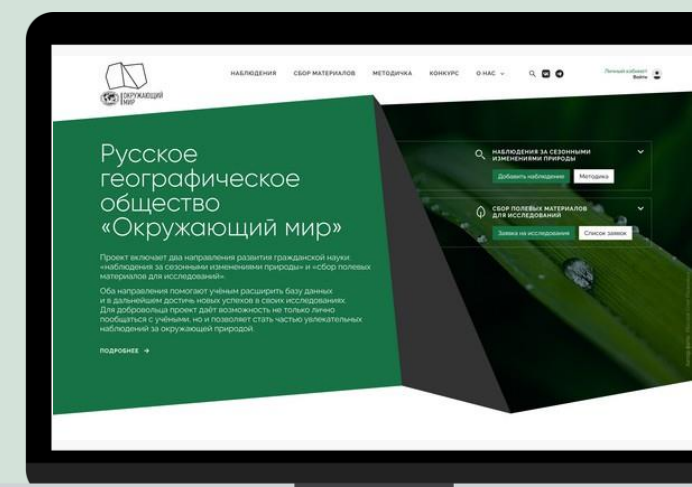 НАБЛЮДЕНИЯ СБОР МАТЕРИАЛОВ МЕТОДИЧКА КОНКУРС О НАС
Личный кабинет
Войти
ОКРУЖАЮЩИЙ
МИР
Русское
географическое
общество
«Окружающий мир»
Проект включает два направления развития гражданской науки:
«наблюдения за сезонными изменениями природы» и «сбор полевых
материалов для исследований».
Оба направления помогают учёным расширить базу данных
и в дальнейшем достичь новых успехов в своих исследованиях.
Для добровольца проект даёт возможность не только лично
пообщаться с учёными, но и позволяет стать частью увлекательных
наблюдений за окружающей природой.
ПОДРОБНЕЕ →
НАБЛЮДЕНИЯ ЗА СЕЗОННЫМИ
ИЗМЕНЕНИЯМИ ПРИРОДЫ
Добавить наблюдение Методика
СБОР ПОЛЕВЫХ МАТЕРИАЛОВ
ДЛЯ ИССЛЕДОВАНИЙ
Заявка на исследования Список заявок